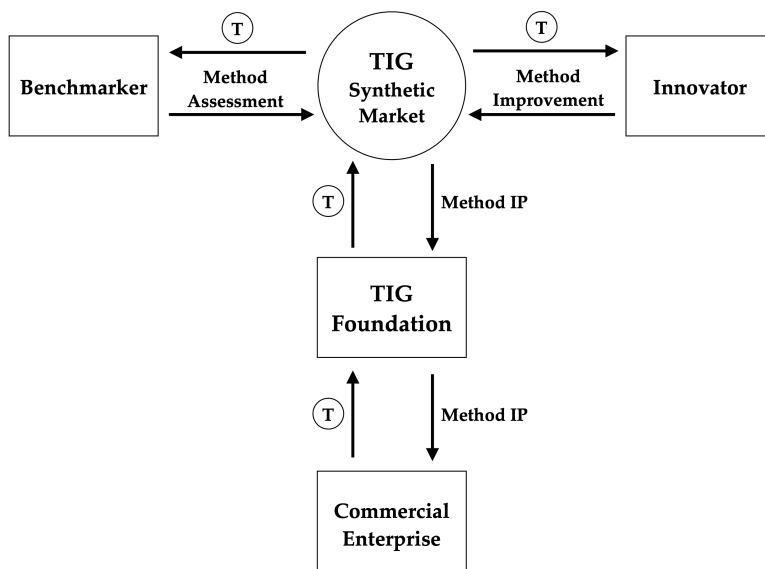 T
T
Benchmarker
Method
Assessment
TIG
Synthetic
Market
Method
Improvement
Innovator
T
Method IP
TIG
Foundation
T
Method IP
Commercial
Enterprise